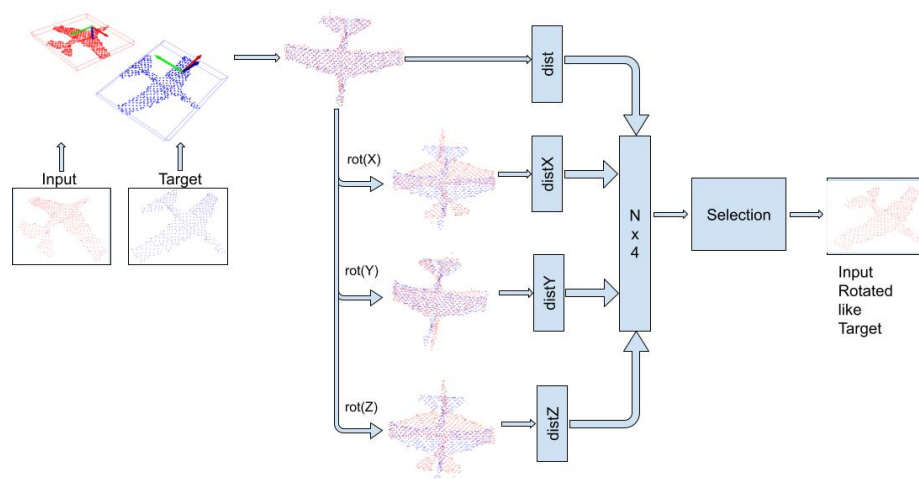 Input
Target
rot(X)
rot(Y)
rot(Z)
dist
distX
distY
distZ
N
x
4
Selection
Input
Rotated
like
Target